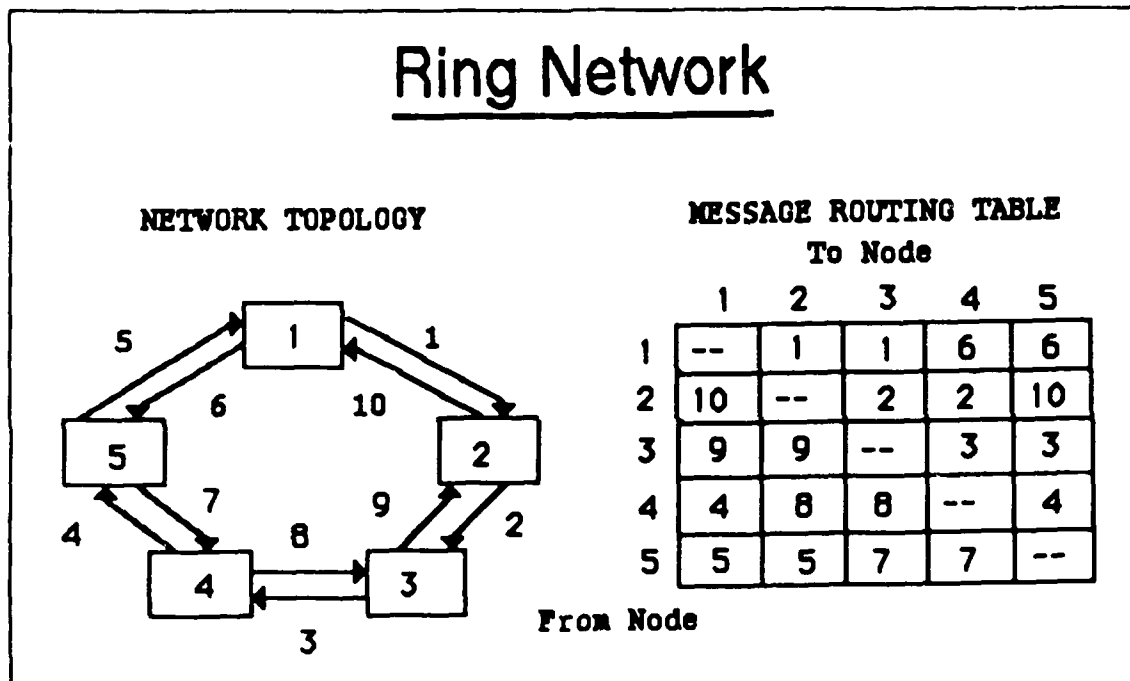 Ring Network
NETWORK TOPOLOGY
5
1
1
6
10
5
2
7
9
4
8
2
4
3
3
MESSAGE ROUTING TABLE
To Node
1 2 3 4 5
1 -- 1 1 6 6
2 10 -- 2 2 10
3 9 9 -- 3 3
4 4 8 8 -- 4
5 5 5 7 7 --
From Node